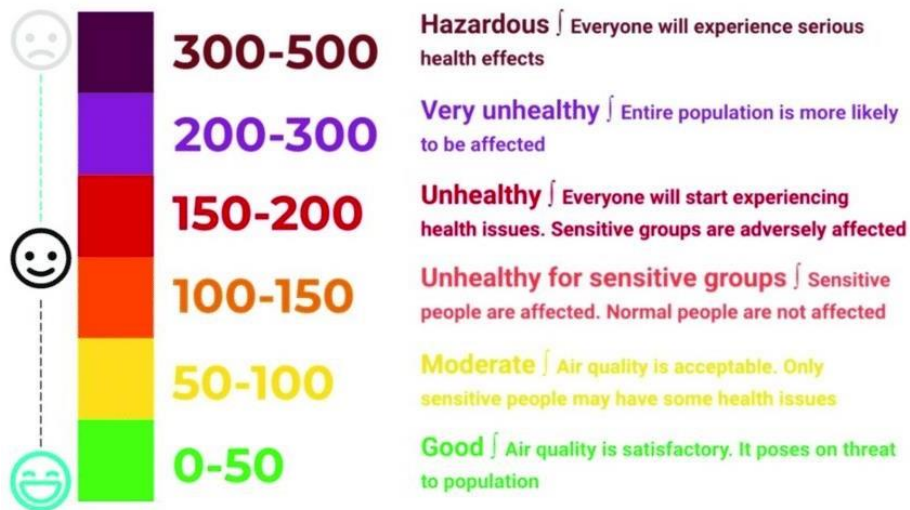 300-500
Hazardous ∫ Everyone will experience serious
health effects
200-300
Very unhealthy ∫ Entire population is more likely
to be affected
150-200
Unhealthy ∫ Everyone will start experiencing
health issues. Sensitive groups are adversely affected
100-150
Unhealthy for sensitive groups ∫ Sensitive
people are affected. Normal people are not affected
50-100
Moderate ∫ Air quality is acceptable. Only
sensitive people may have some health issues
0-50
Good ∫ Air quality is satisfactory. It poses on threat
to population